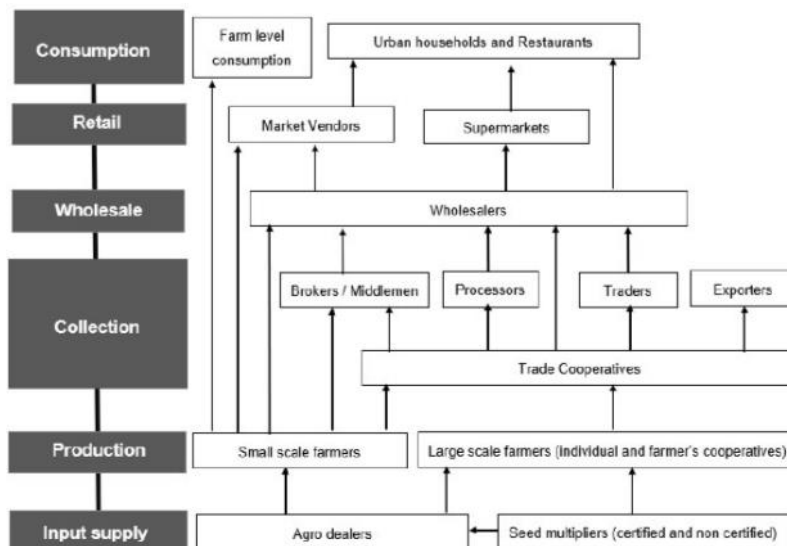 Consumption
Farm level
consumption
Urban households and Restaurants
Retail
Market Vendors
Supermarkets
Wholesale
Wholesalers
Collection
Brokers / Middlemen
Processors
Traders
Exporters
Trade Cooperatives
Production
Small scale farmers
Large scale farmers (individual and farmer's cooperatives)
Input supply
Agro dealers
Seed multipliers (certified and non certified)